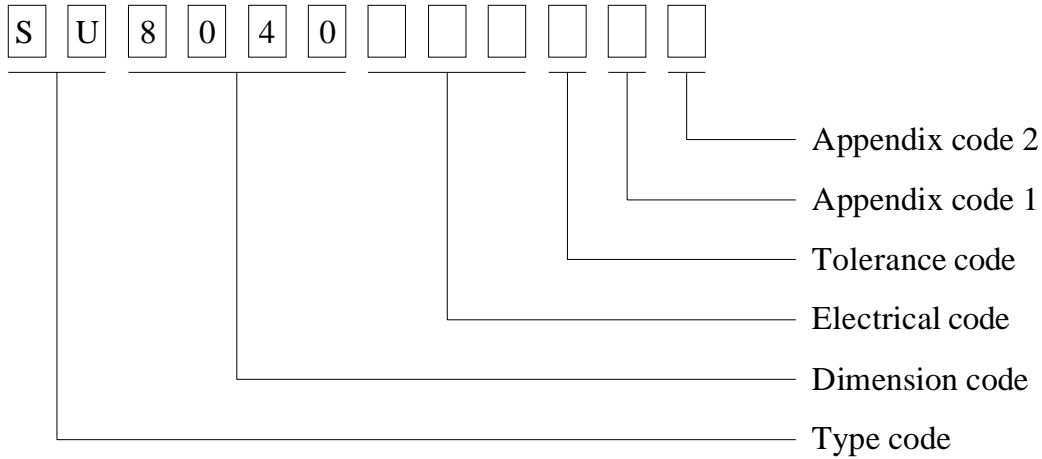 S U 8 0 4 0
Appendix code 2
Appendix code 1
Tolerance code
Electrical code
Dimension code
Type code